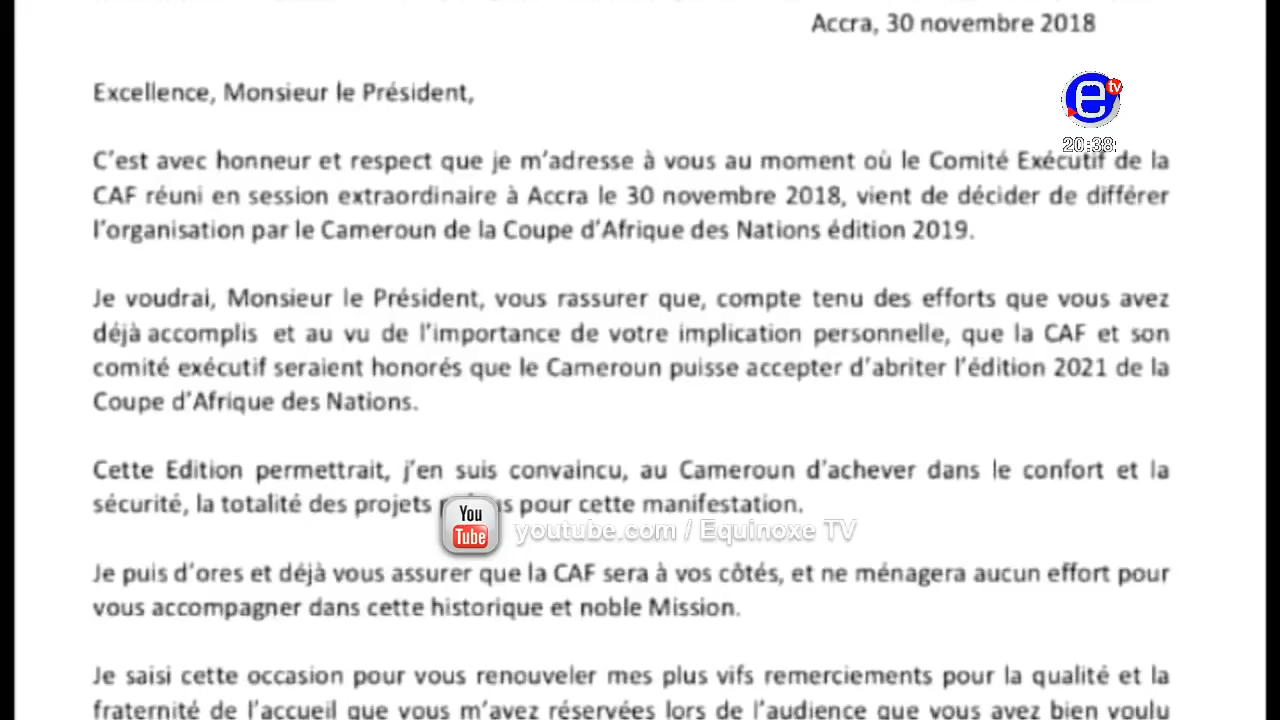 Accra, 30 novembre 2018
Excellence, Monsieur le Président,
e tv
20:38
C'est avec honneur et respect que je m'adresse à vous au moment où le Comité Exécutif de la
CAF réuni en session extraordinaire à Accra le 30 novembre 2018, vient de décider de différer
l'organisation par le Cameroun de la Coupe d'Afrique des Nations édition 2019.
Je voudrai, Monsieur le Président, vous rassurer que, compte tenu des efforts que vous avez
déjà accomplis et au vu de l'importance de votre implication personnelle, que la CAF et son
comité exécutif seraient honorés que le Cameroun puisse accepter d'abriter l'édition 2021 de la
Coupe d'Afrique des Nations.
Cette Edition permettrait, j'en suis convaincu, au Cameroun d'achever dans le confort et la
sécurité, la totalité des projets pour cette manifestation.
You Tube youtube.com / Equinoxe TV
Je puis d'ores et déjà vous assurer que la CAF sera à vos côtés, et ne ménagera aucun effort pour
vous accompagner dans cette historique et noble Mission.
Je saisi cette occasion pour vous renouveler mes plus vifs remerciements pour la qualité et la
fraternité de l'accueil que vous m'avez réservées lors de l'audience que vous avez bien voulu